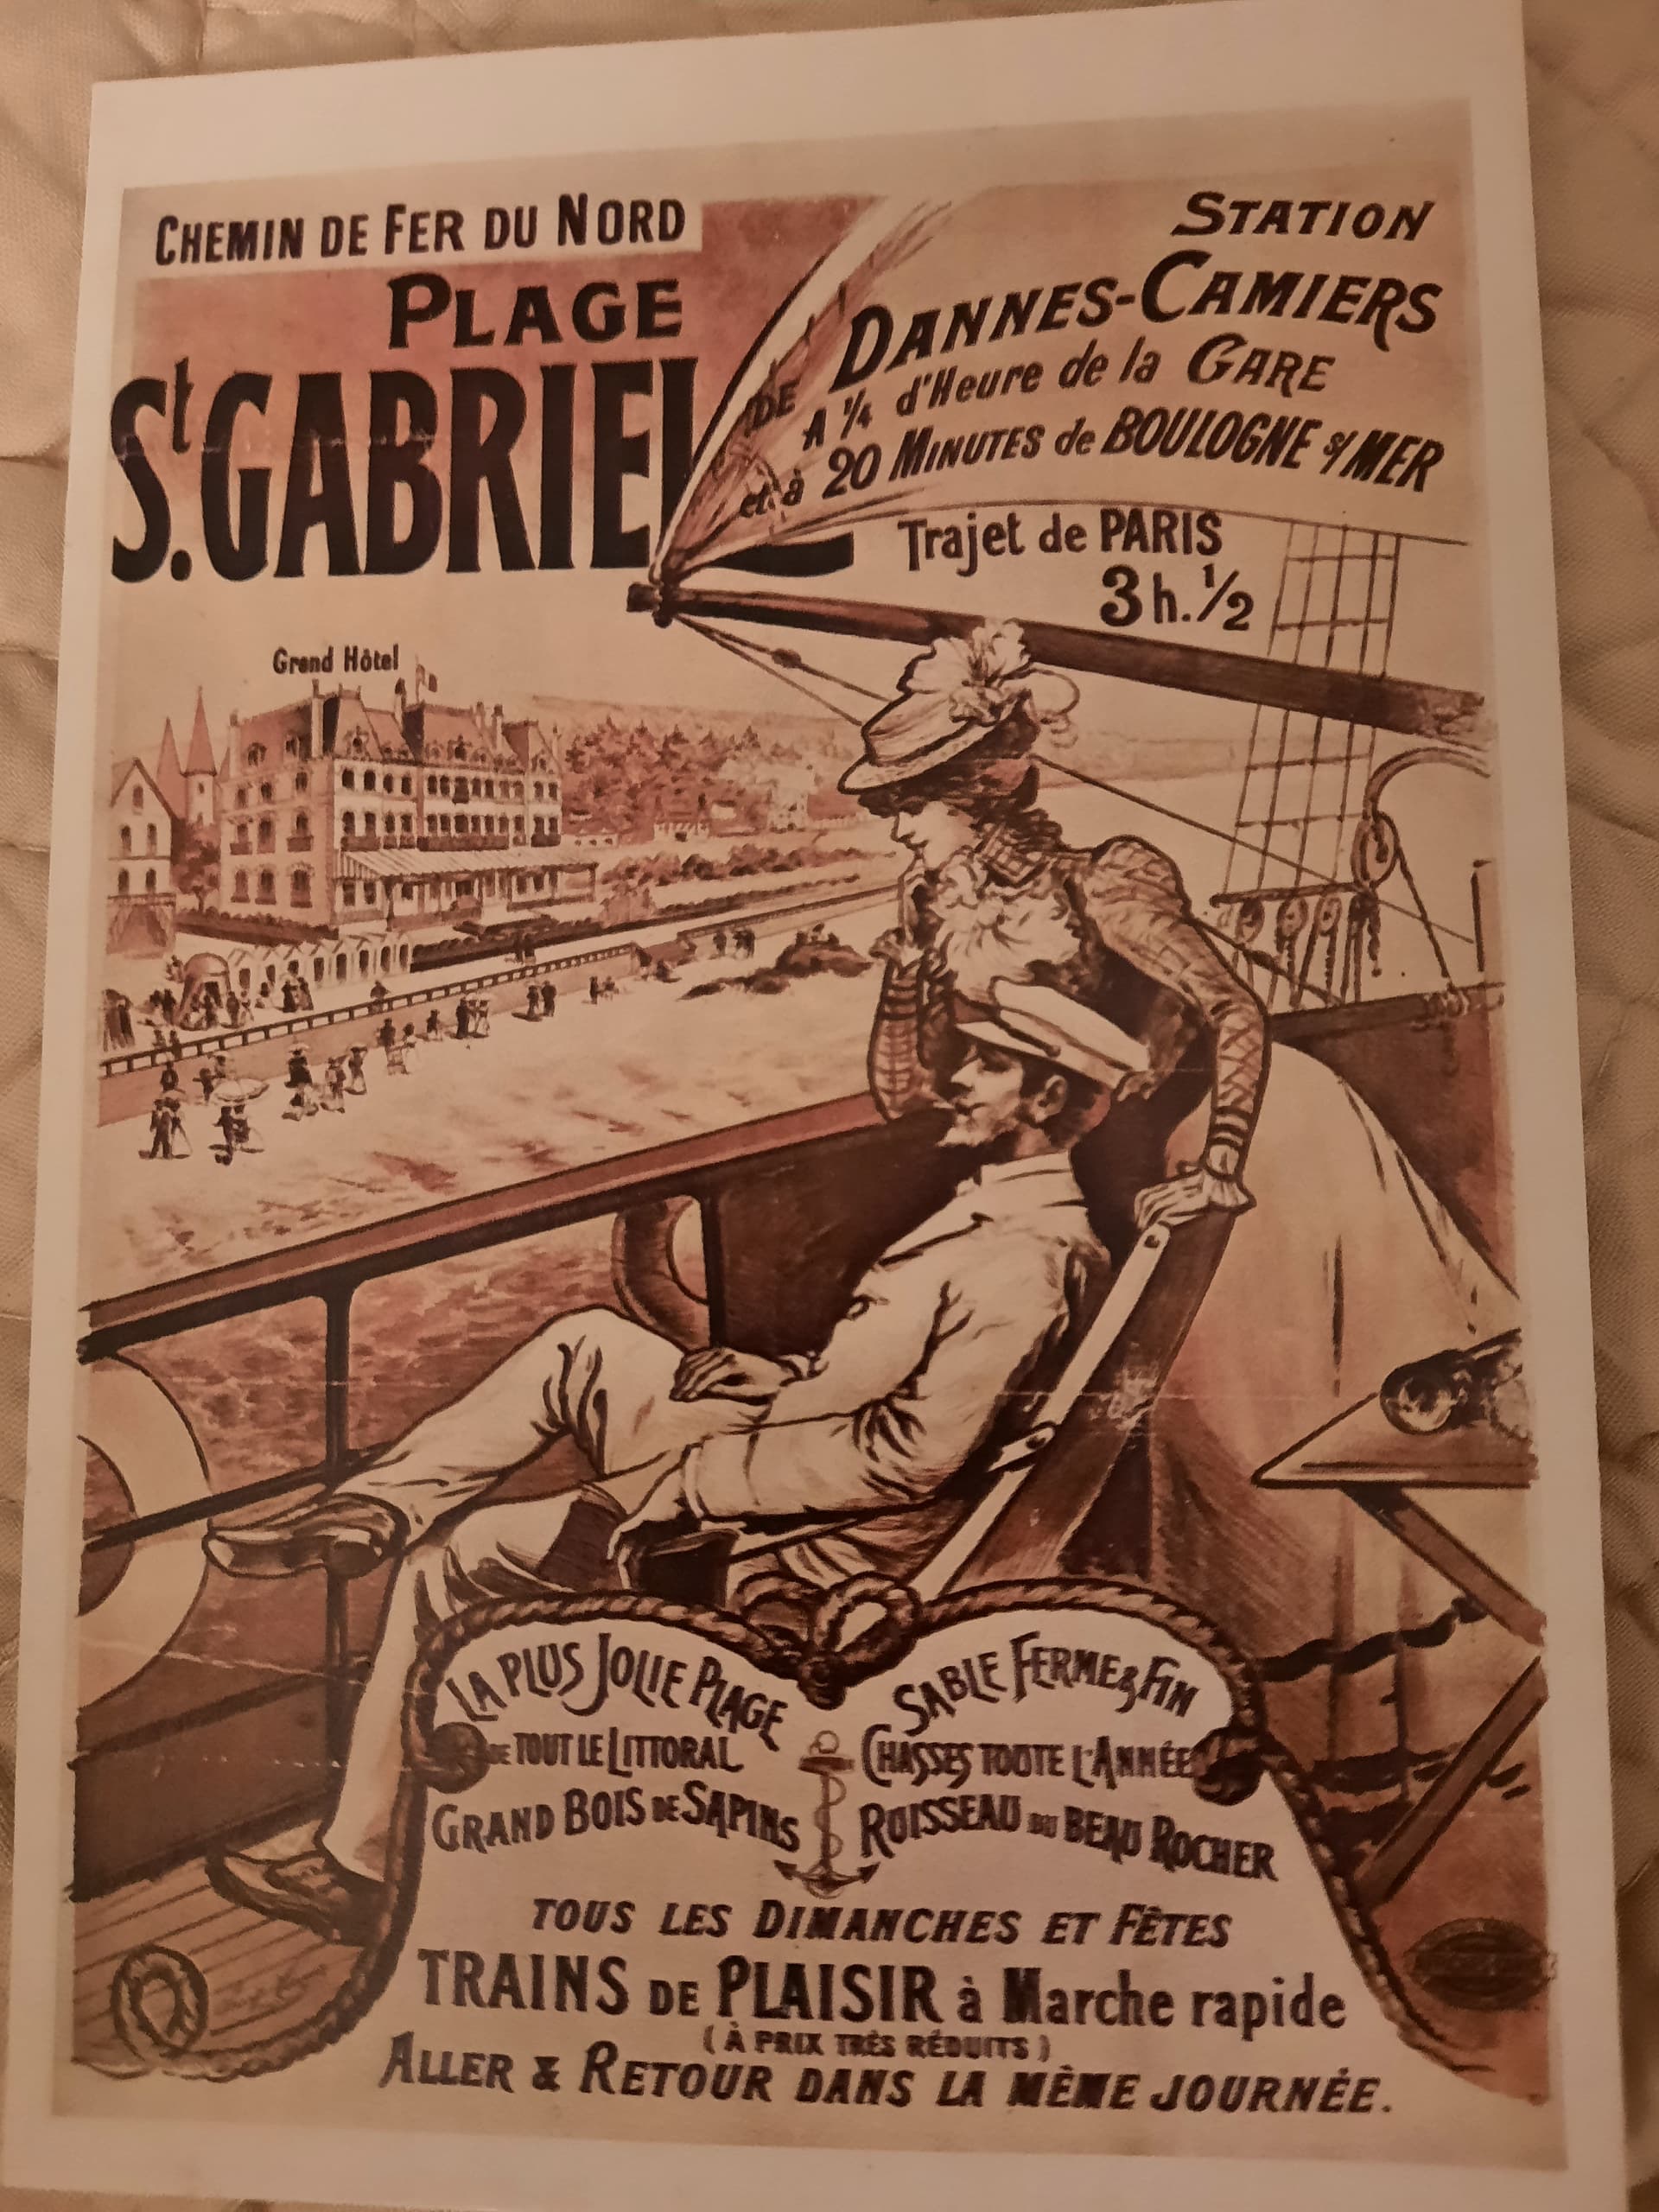 CHEMIN DE FER DU NORD
PLAGE
St. GABRIEL
STATION
DE DANNES-CAMIERS
A ¼ d'Heure de la GARE
et à 20 MINUTES de BOULOGNE s/ MER
Trajet de PARIS
3 h. ½
Grand Hôtel
LA PLUS JOLIE PLAGE
DE TOUT LE LITTORAL
GRAND BOIS DE SAPINS
SABLE FERME & FIN
CHASSES TOUTE L'ANNÉE
RUISSEAU DU BEAU ROCHER
TOUS LES DIMANCHES ET FÊTES
TRAINS DE PLAISIR à Marche rapide
( À PRIX TRÈS RÉDUITS )
ALLER & RETOUR DANS LA MÊME JOURNÉE.